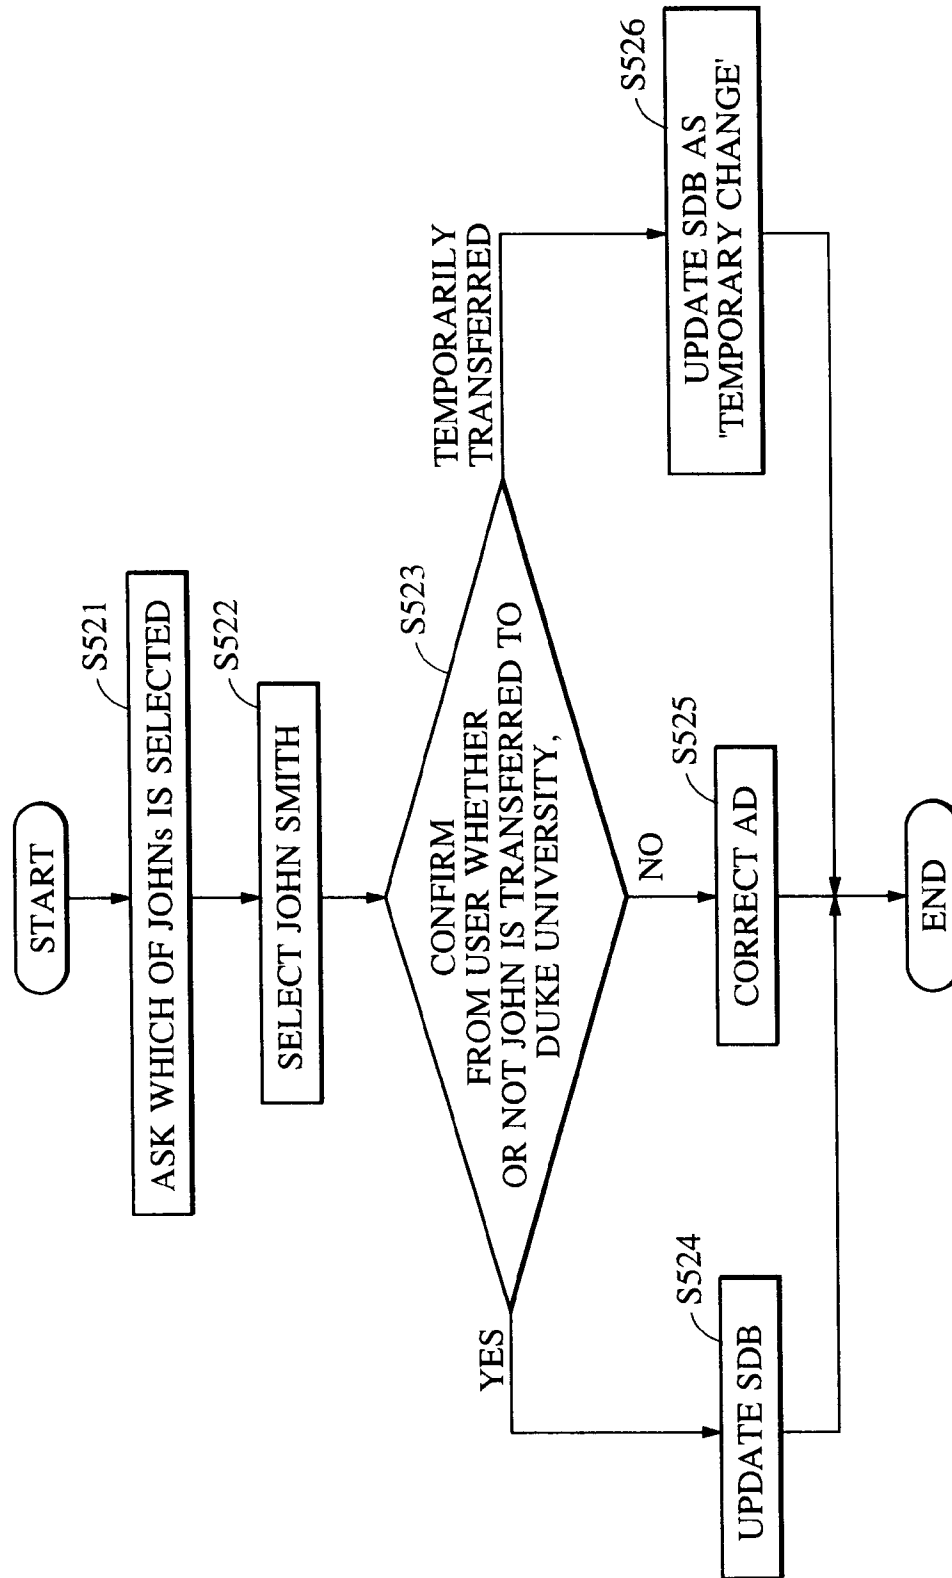 START
S521
ASK WHICH OF JOHNs IS SELECTED
S522
SELECT JOHN SMITH
S523
CONFIRM
FROM USER WHETHER
OR NOT JOHN IS TRANSFERRED TO
DUKE UNIVERSITY,
YES
NO
TEMPORARILY
TRANSFERRED
S524
UPDATE SDB
S525
CORRECT AD
S526
UPDATE SDB AS
'TEMPORARY CHANGE'
END